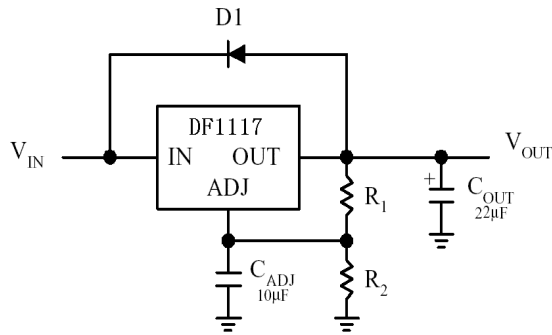 D1
DF1117
V_IN
IN OUT
V_OUT
ADJ
+
R_1
C_OUT
22μF
C_ADJ
10μF
R_2